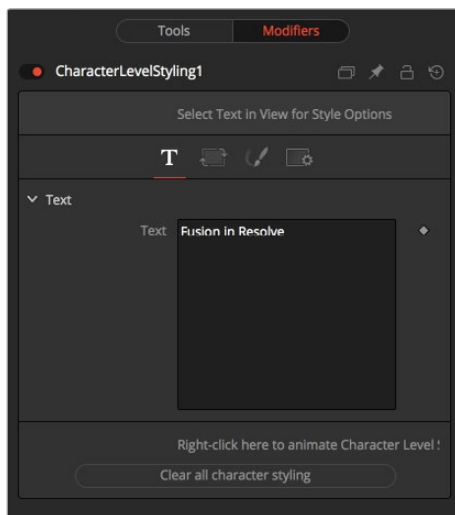 Tools Modifiers
CharacterLevelStyling1
Select Text in View for Style Options
T
Text
Text Fusion in Resolve
Right-click here to animate Character Level
Clear all character styling